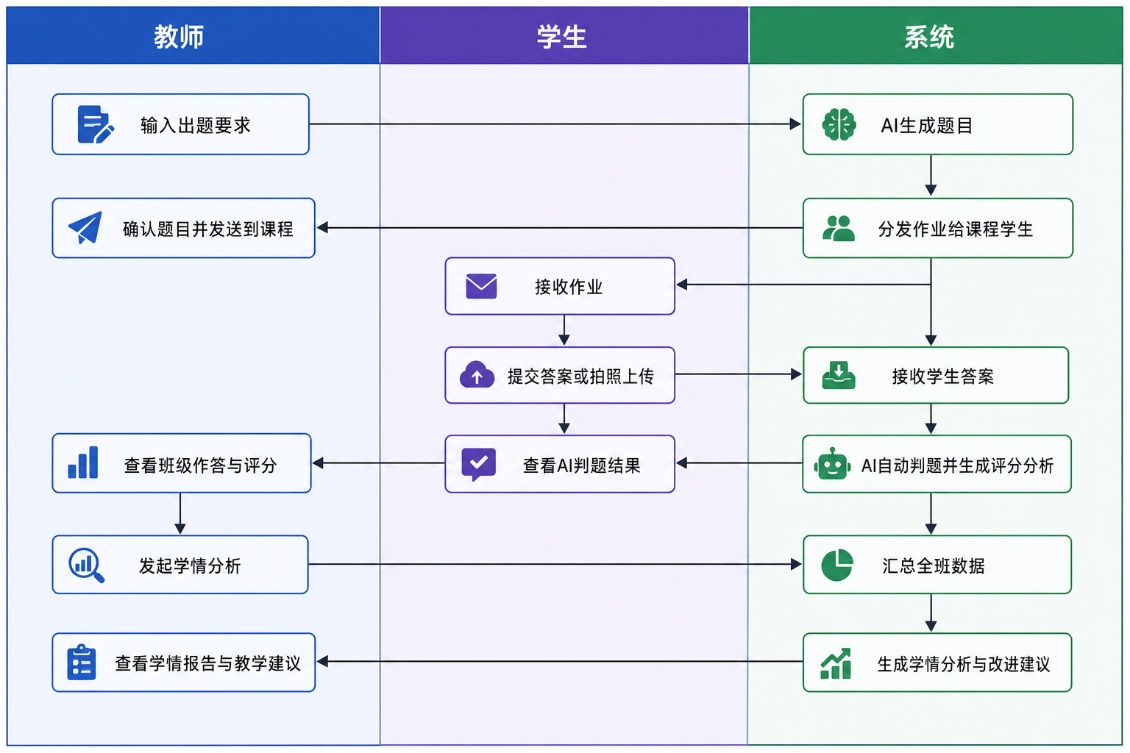 教师
学生
系统
输入出题要求
AI生成题目
确认题目并发送到课程
分发作业给课程学生
接收作业
提交答案或拍照上传
接收学生答案
查看班级作答与评分
查看AI判题结果
AI自动判题并生成评分分析
发起学情分析
汇总全班数据
查看学情报告与教学建议
生成学情分析与改进建议